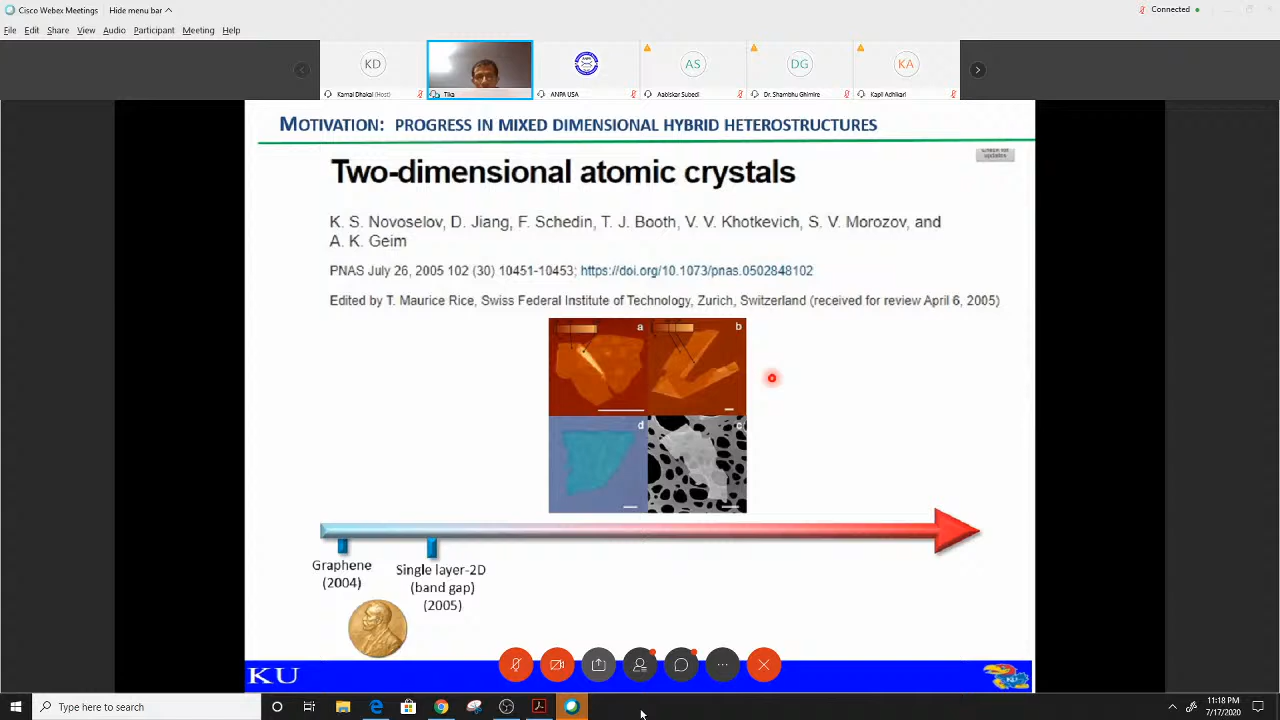 Cisco Webex Meetings
Hide menu bar
Connected
File Edit Share View Audio Participant Meeting Help
KD
AS
DG
KA
Kamal Dhakal (Host)
Tika
ANPA USA
Aabiskar Subedi
Dr. Shambhu Ghimire
Kapil Adhikari
MOTIVATION: PROGRESS IN MIXED DIMENSIONAL HYBRID HETEROSTRUCTURES
Check for
updates
Two-dimensional atomic crystals
K. S. Novoselov, D. Jiang, F. Schedin, T. J. Booth, V. V. Khotkevich, S. V. Morozov, and
A. K. Geim
PNAS July 26, 2005 102 (30) 10451-10453; https://doi.org/10.1073/pnas.0502848102
Edited by T. Maurice Rice, Swiss Federal Institute of Technology, Zurich, Switzerland (received for review April 6, 2005)
a
b
d
c
Graphene
(2004)
Single layer-2D
(band gap)
(2005)
KU
KU
Type here to search
11:18 PM
7/17/2020